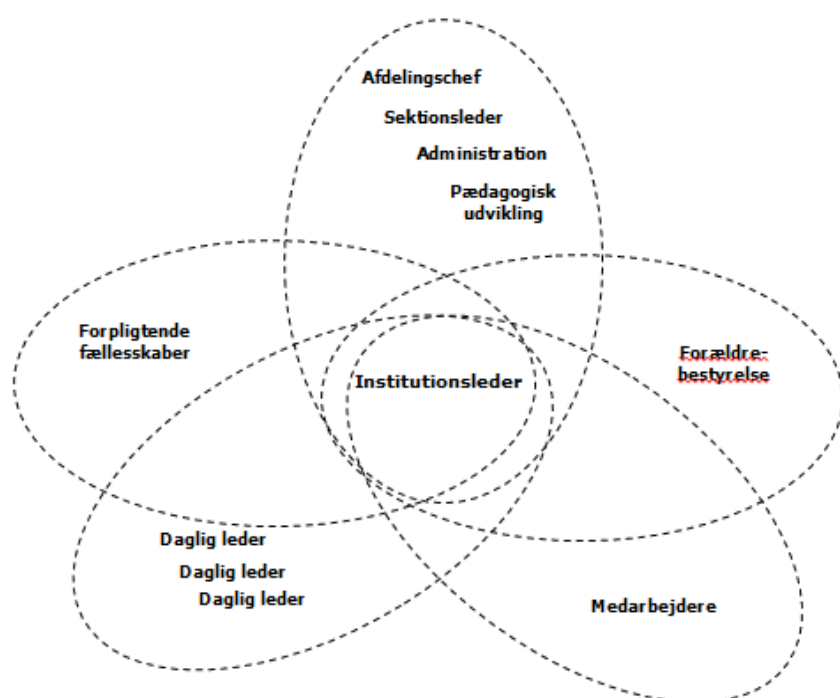 Afdelingschef
Sektionsleder
Administration
Pædagogisk
udvikling
Forpligtende
fællesskaber
Forældre-
bestyrelse
Institutionsleder
Daglig leder
Daglig leder
Daglig leder
Medarbejdere